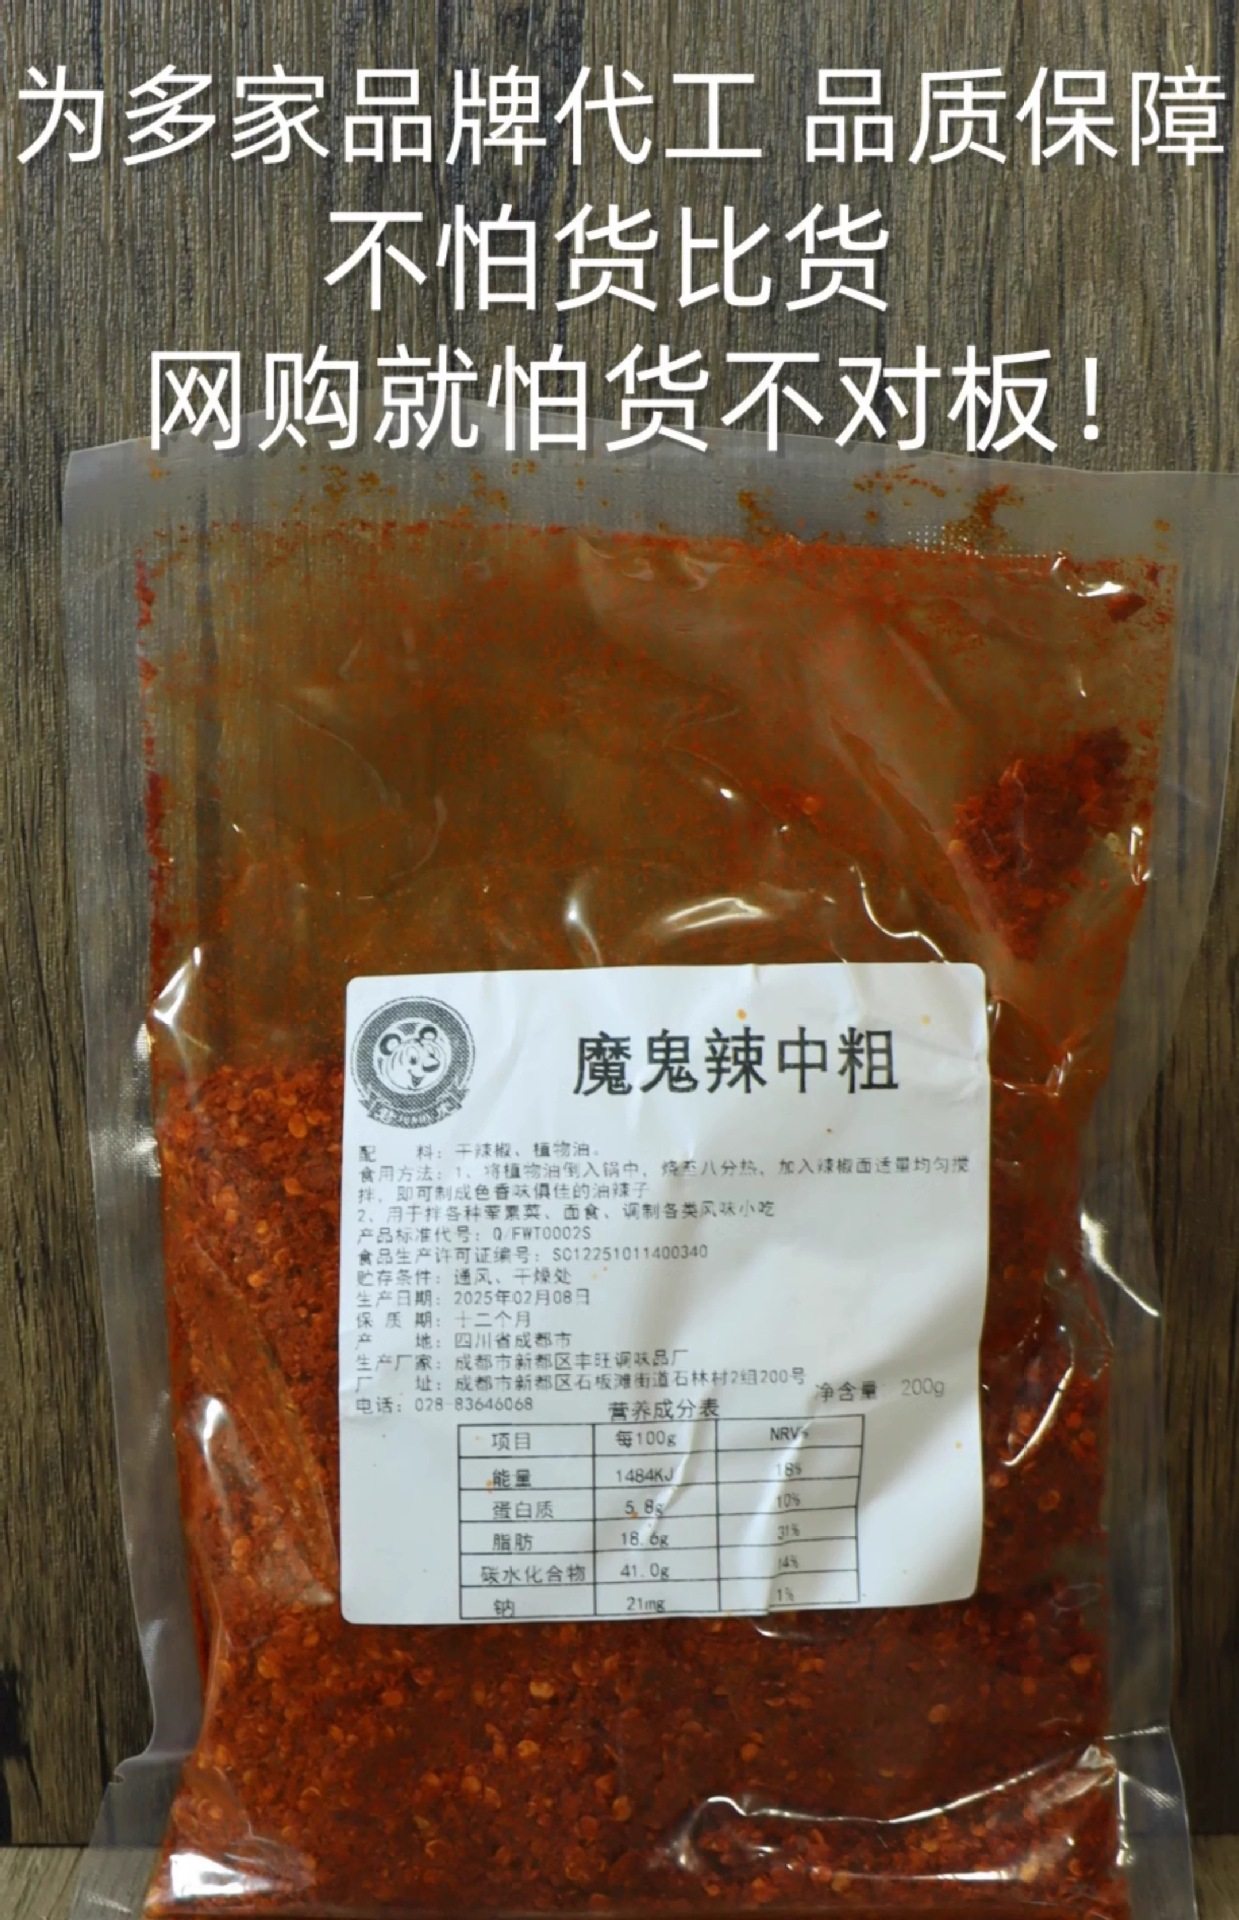 为多家品牌代工 品质保障
不怕货比货
网购就怕货不对板！
魔鬼辣中粗
配 料：干辣椒、植物油。
食用方法：1、将植物油倒入锅中，烧至八分热，加入辣椒面适量均匀搅
拌，即可制成色香味俱佳的油辣子
2、用于拌各种荤素菜、面食、调制各类风味小吃
产品标准代号：Q/FWT0002S
食品生产许可证编号：SC12251011400340
贮存条件：通风、干燥处
生产日期：2025年02月08日
保 质 期：十二个月
产 地：四川省成都市
生产厂家：成都市新都区丰旺调味品厂
厂 址：成都市新都区石板滩街道石林村2组200号
电话：028-83646068
净含量：200g
营养成分表
项目 每100g NRV%
能量 1484KJ 18%
蛋白质 5.8g 10%
脂肪 18.6g 31%
碳水化合物 41.0g 14%
钠 21mg 1%